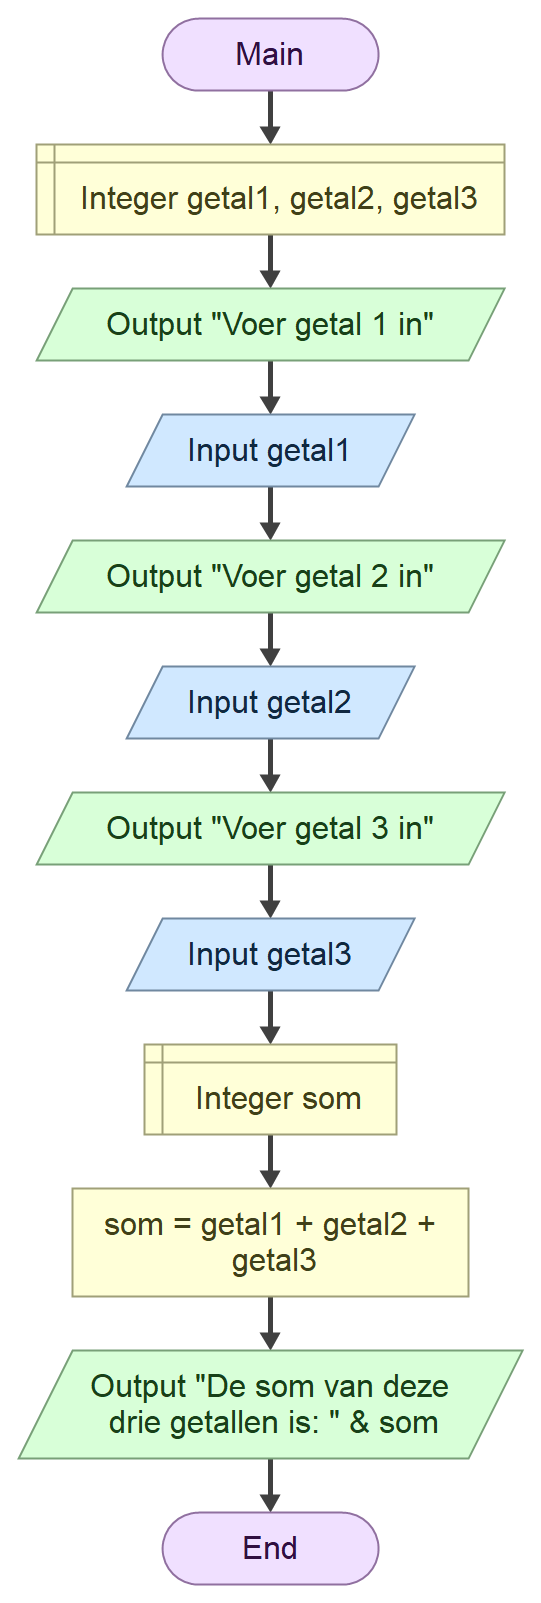 Main
Integer getal1, getal2, getal3
Output "Voer getal 1 in"
Input getal1
Output "Voer getal 2 in"
Input getal2
Output "Voer getal 3 in"
Input getal3
Integer som
som = getal1 + getal2 +
getal3
Output "De som van deze
drie getallen is: " & som
End